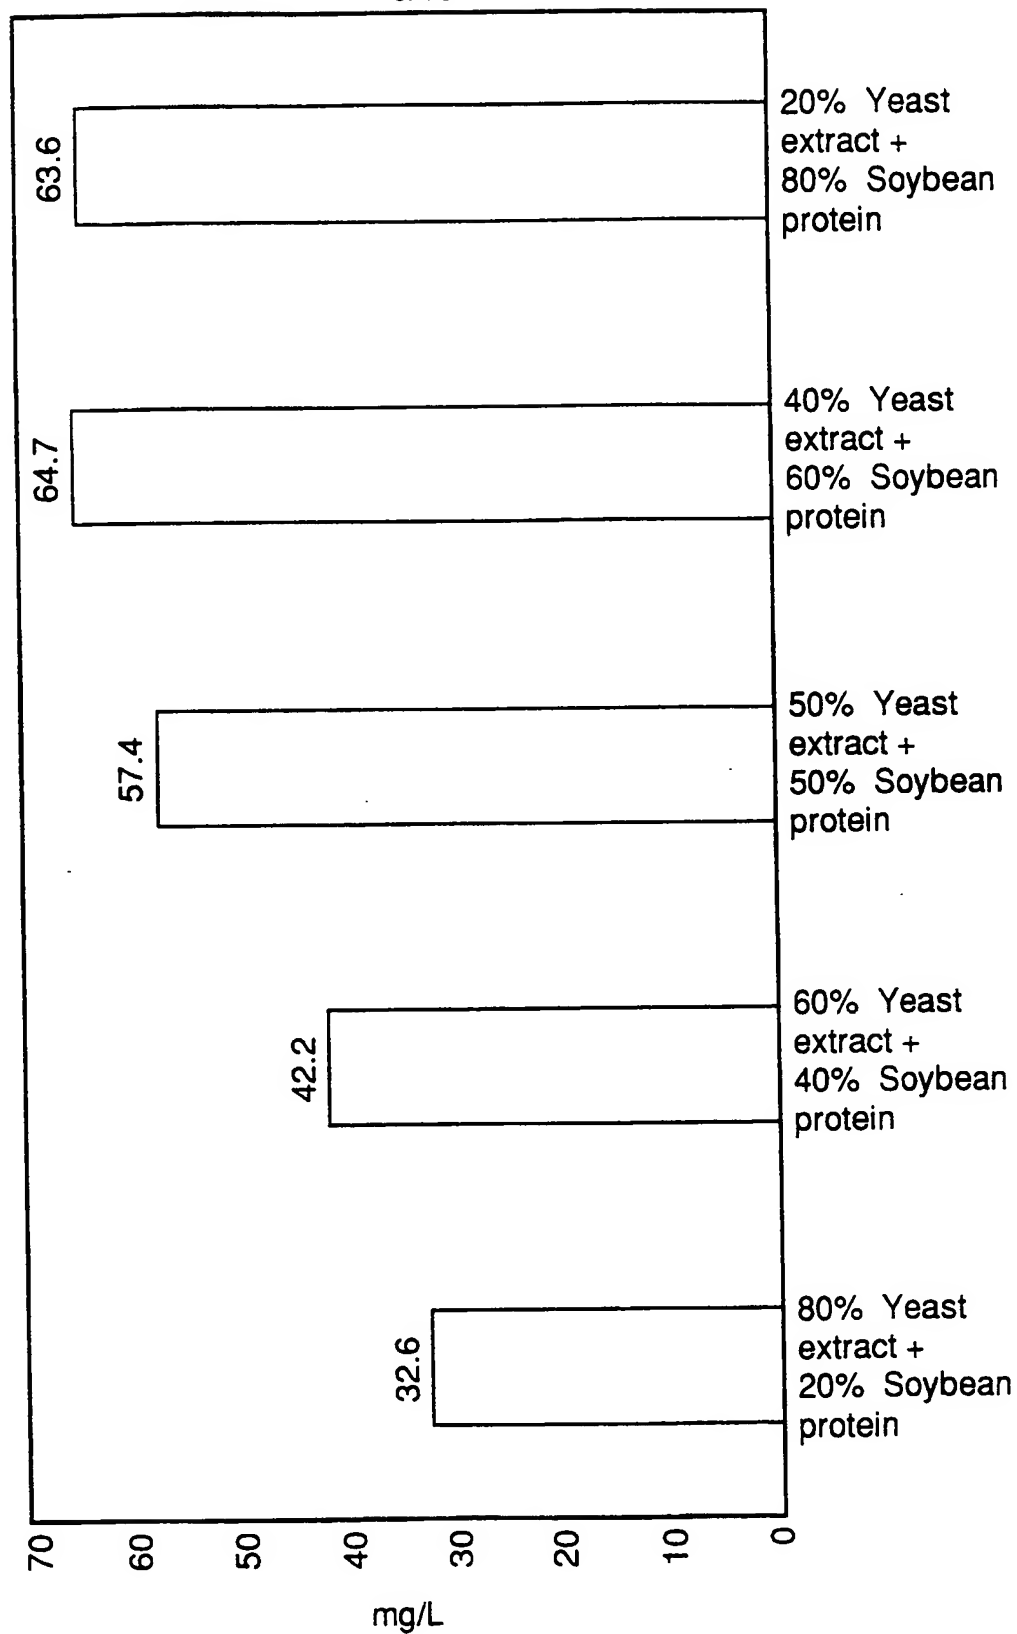 63.6
20% Yeast
extract +
80% Soybean
protein
64.7
40% Yeast
extract +
60% Soybean
protein
57.4
50% Yeast
extract +
50% Soybean
protein
42.2
60% Yeast
extract +
40% Soybean
protein
32.6
80% Yeast
extract +
20% Soybean
protein
70
60
50
40
30
20
10
0
mg/L